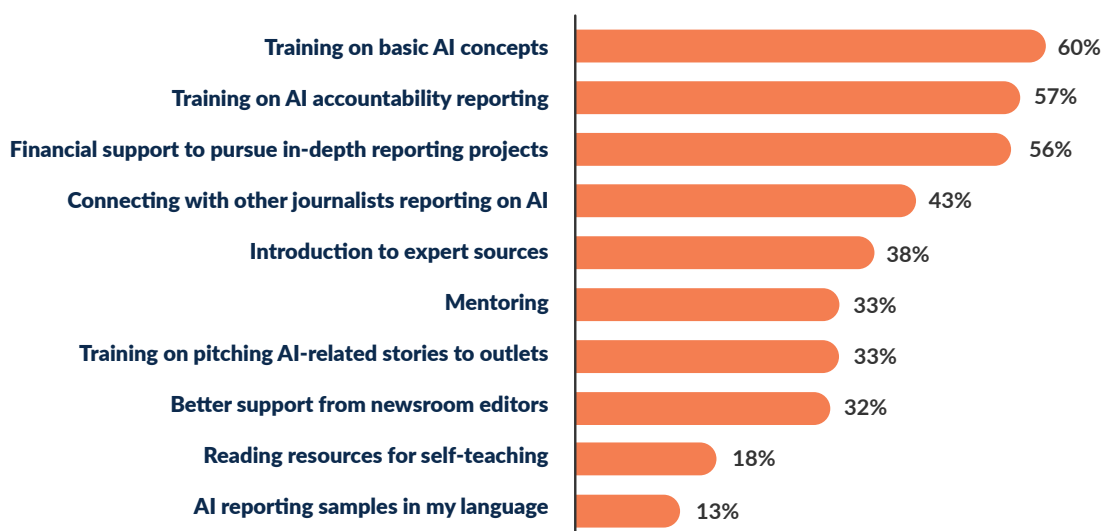 Training on basic AI concepts 60%
Training on AI accountability reporting 57%
Financial support to pursue in-depth reporting projects 56%
Connecting with other journalists reporting on AI 43%
Introduction to expert sources 38%
Mentoring 33%
Training on pitching AI-related stories to outlets 33%
Better support from newsroom editors 32%
Reading resources for self-teaching 18%
AI reporting samples in my language 13%